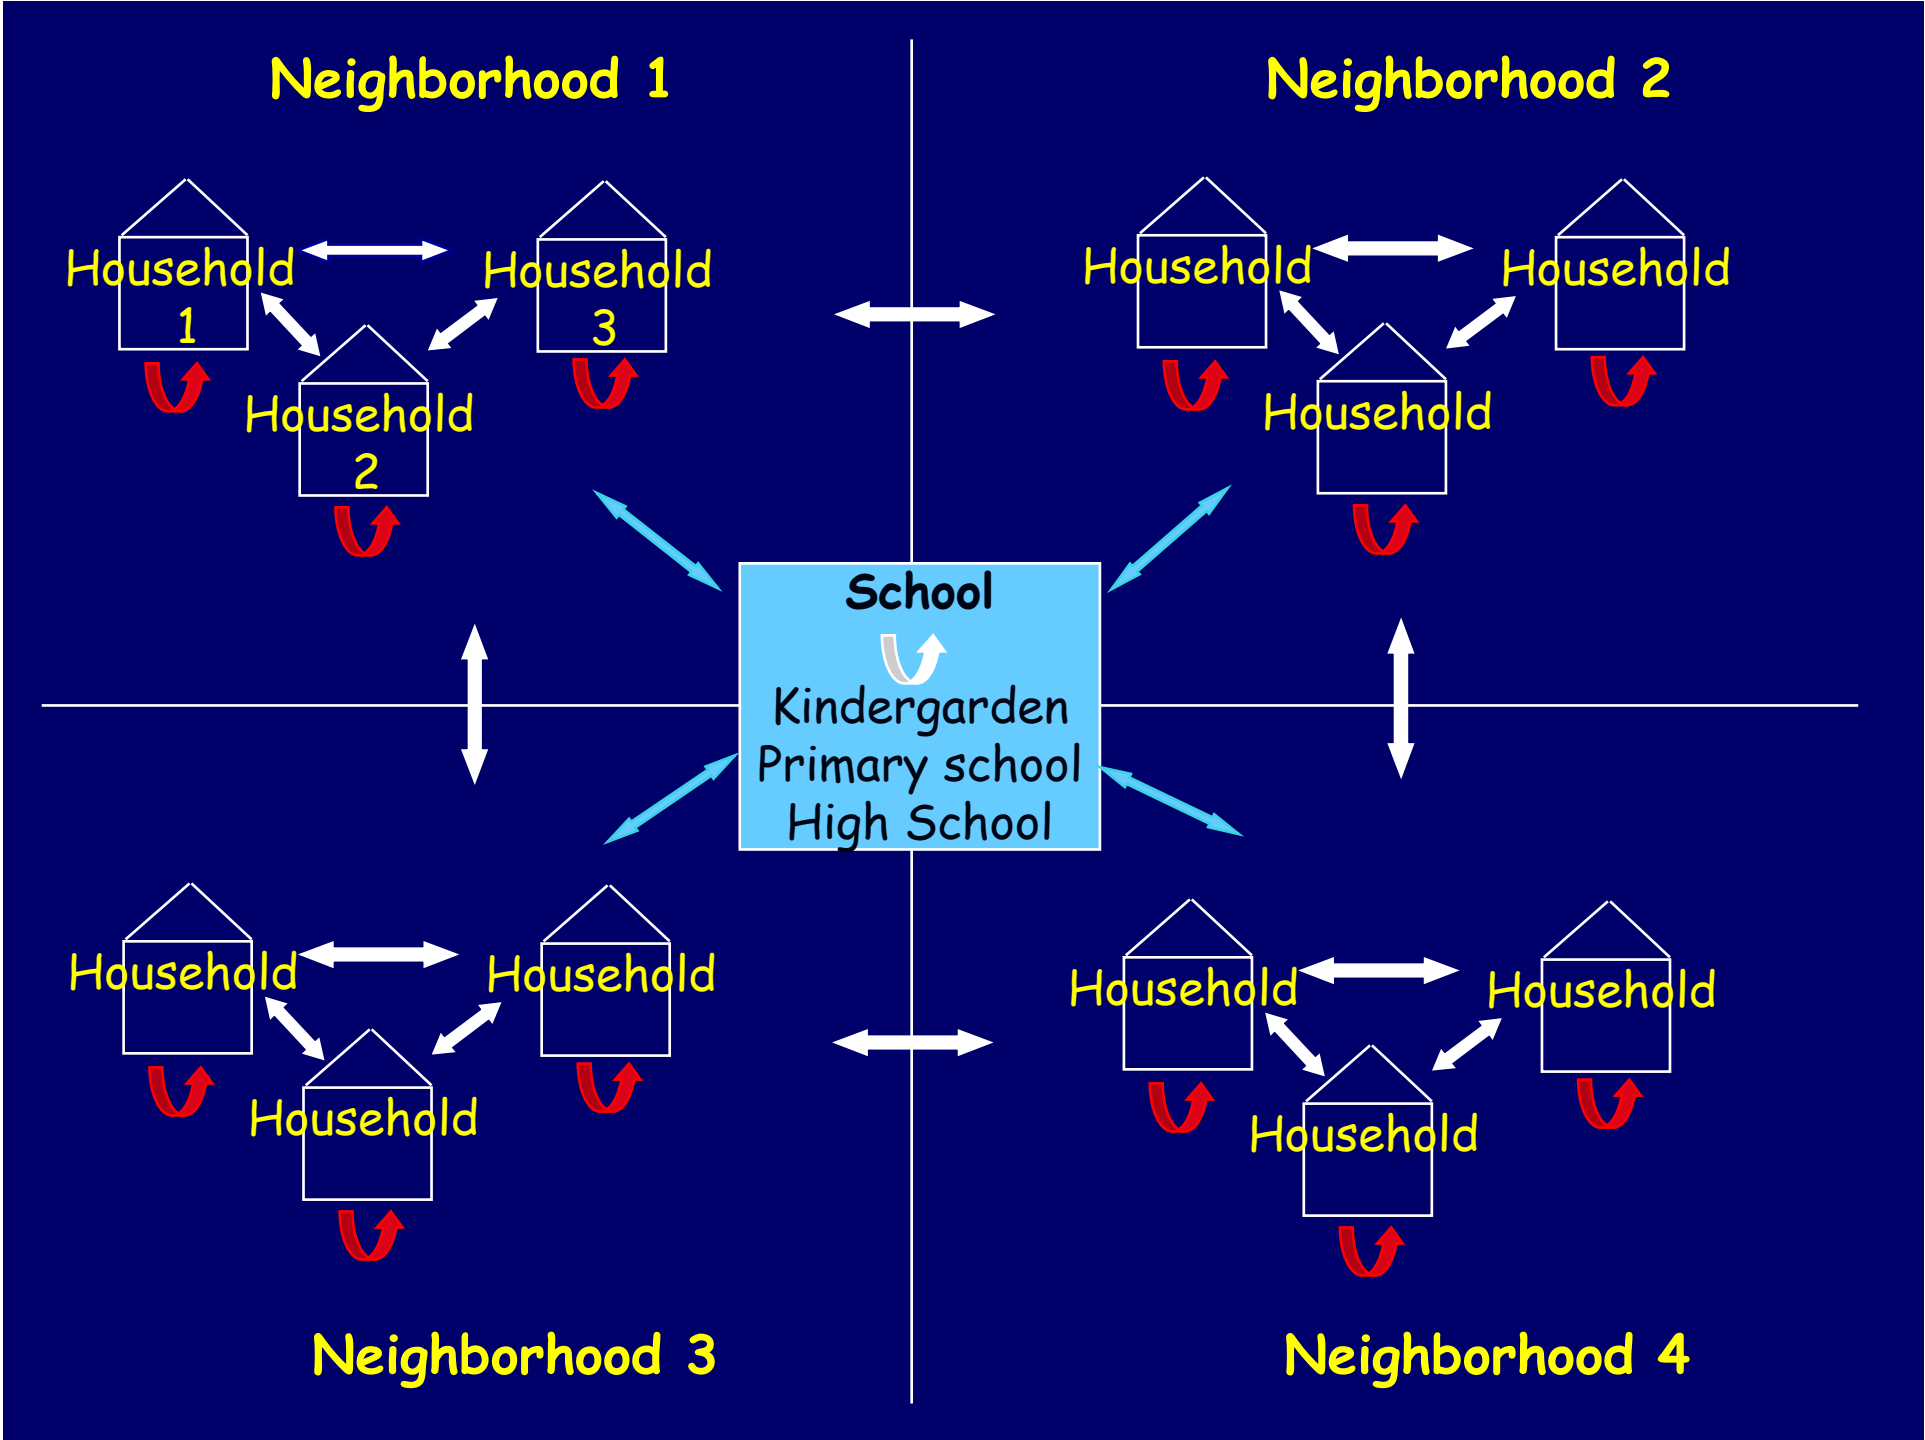 Neighborhood 1
Neighborhood 2
Household
1
Household
3
Household
2
Household
Household
Household
School
Kindergarden
Primary school
High School
Household
Household
Household
Household
Household
Household
Neighborhood 3
Neighborhood 4